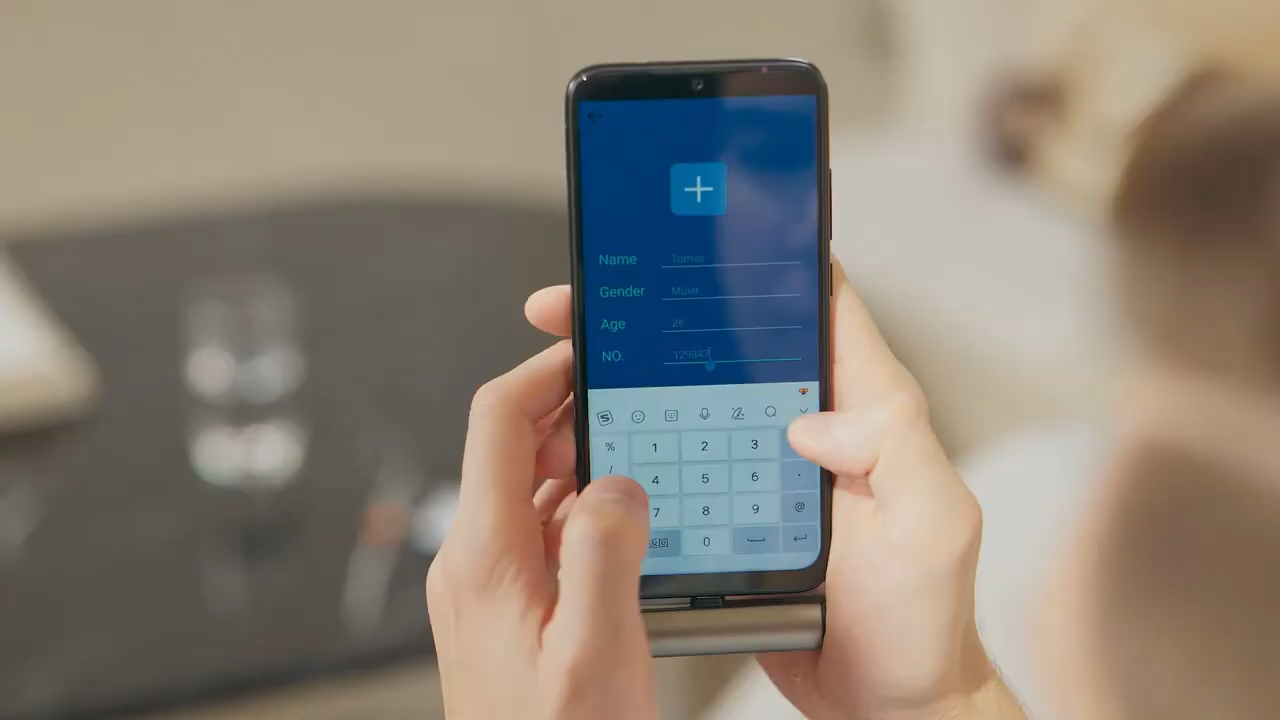 Name Tomas
Gender Muler
Age 26
NO. 129347
% 1 2 3
/ 4 5 6
7 8 9 @
返回 0